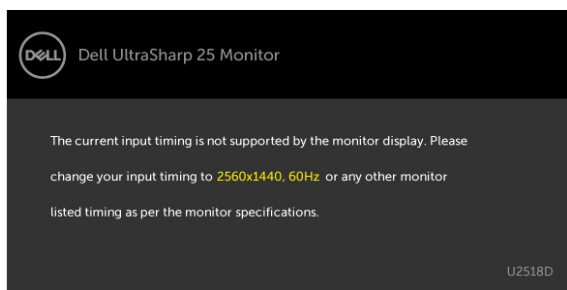 DELL
Dell UltraSharp 25 Monitor
The current input timing is not supported by the monitor display. Please
change your input timing to 2560x1440, 60Hz or any other monitor
listed timing as per the monitor specifications.
U2518D